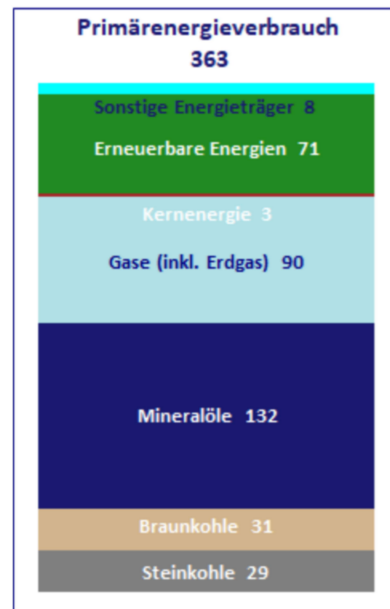 Primärenergieverbrauch
363
Sonstige Energieträger 8
Erneuerbare Energien 71
Kernenergie 3
Gase (inkl. Erdgas) 90
Mineralöle 132
Braunkohle 31
Steinkohle 29